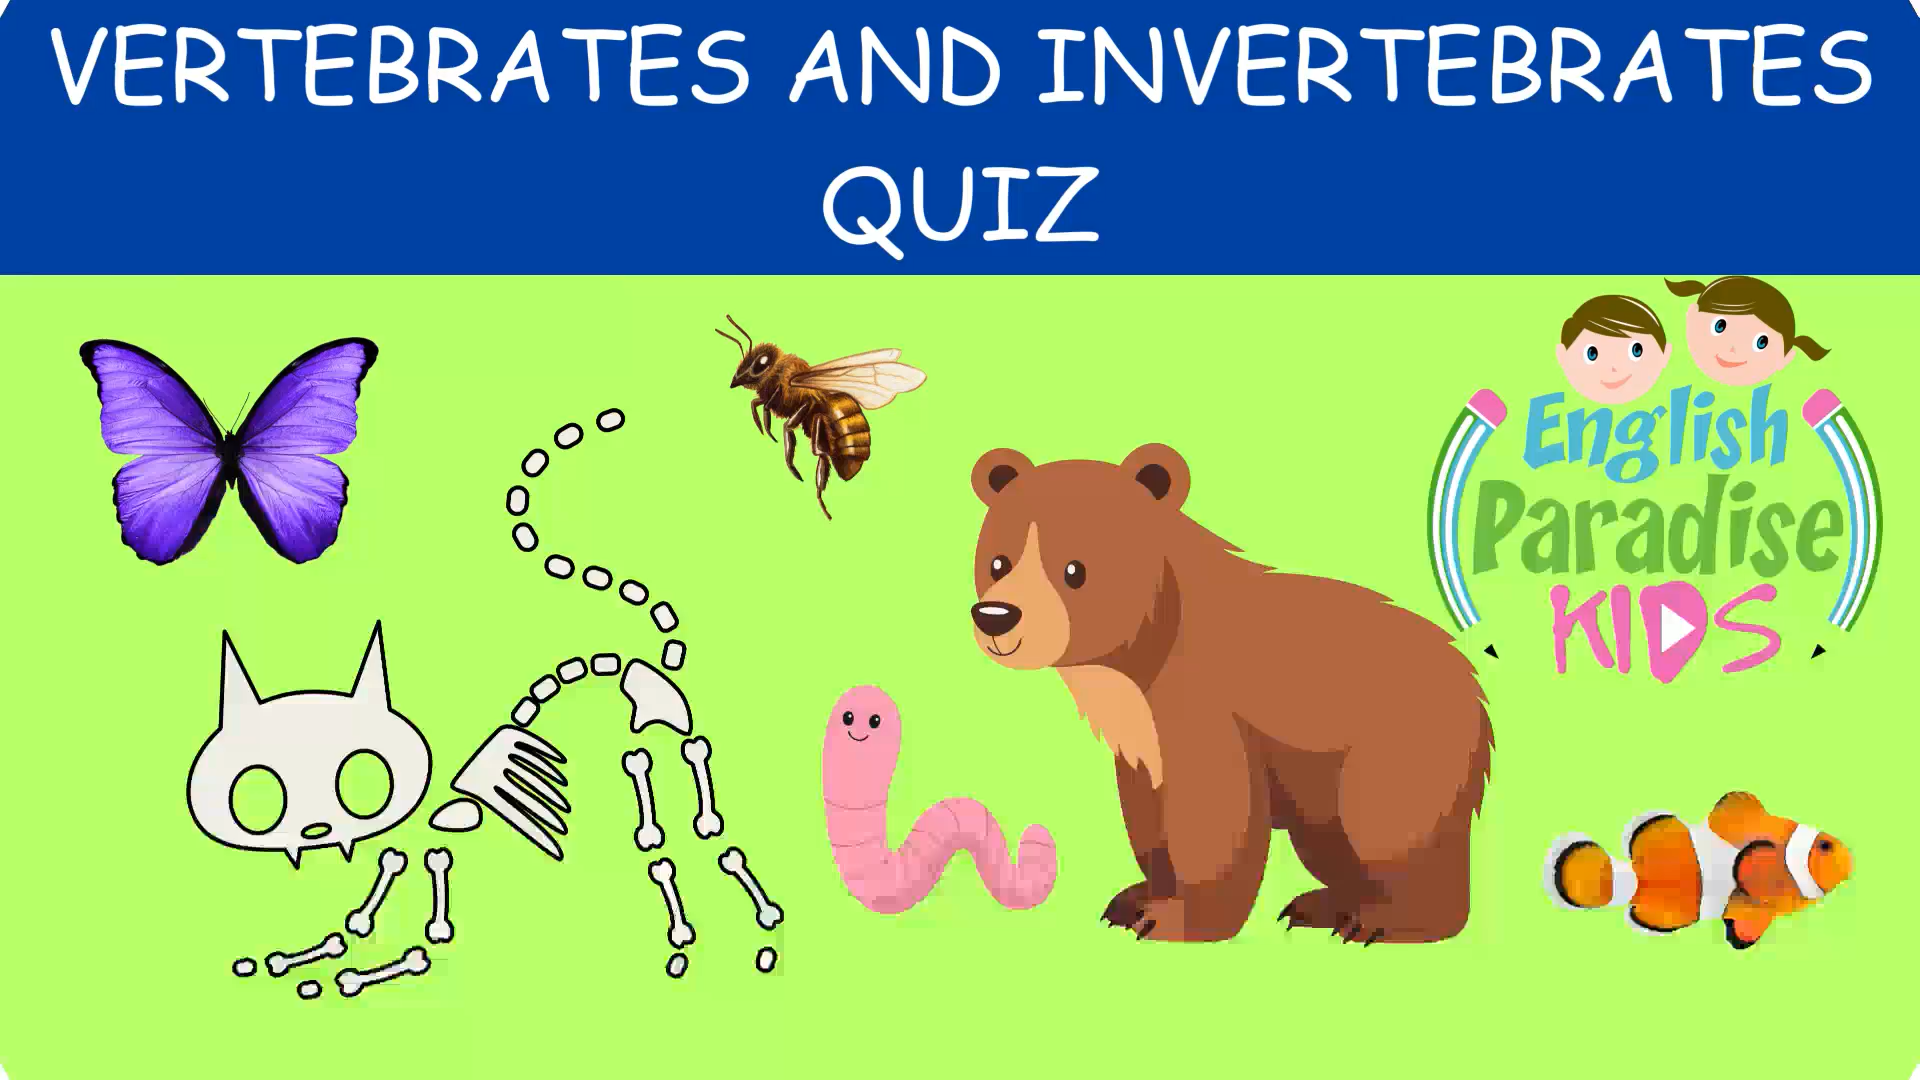 VERTEBRATES AND INVERTEBRATES
QUIZ
English
Paradise
KIDS